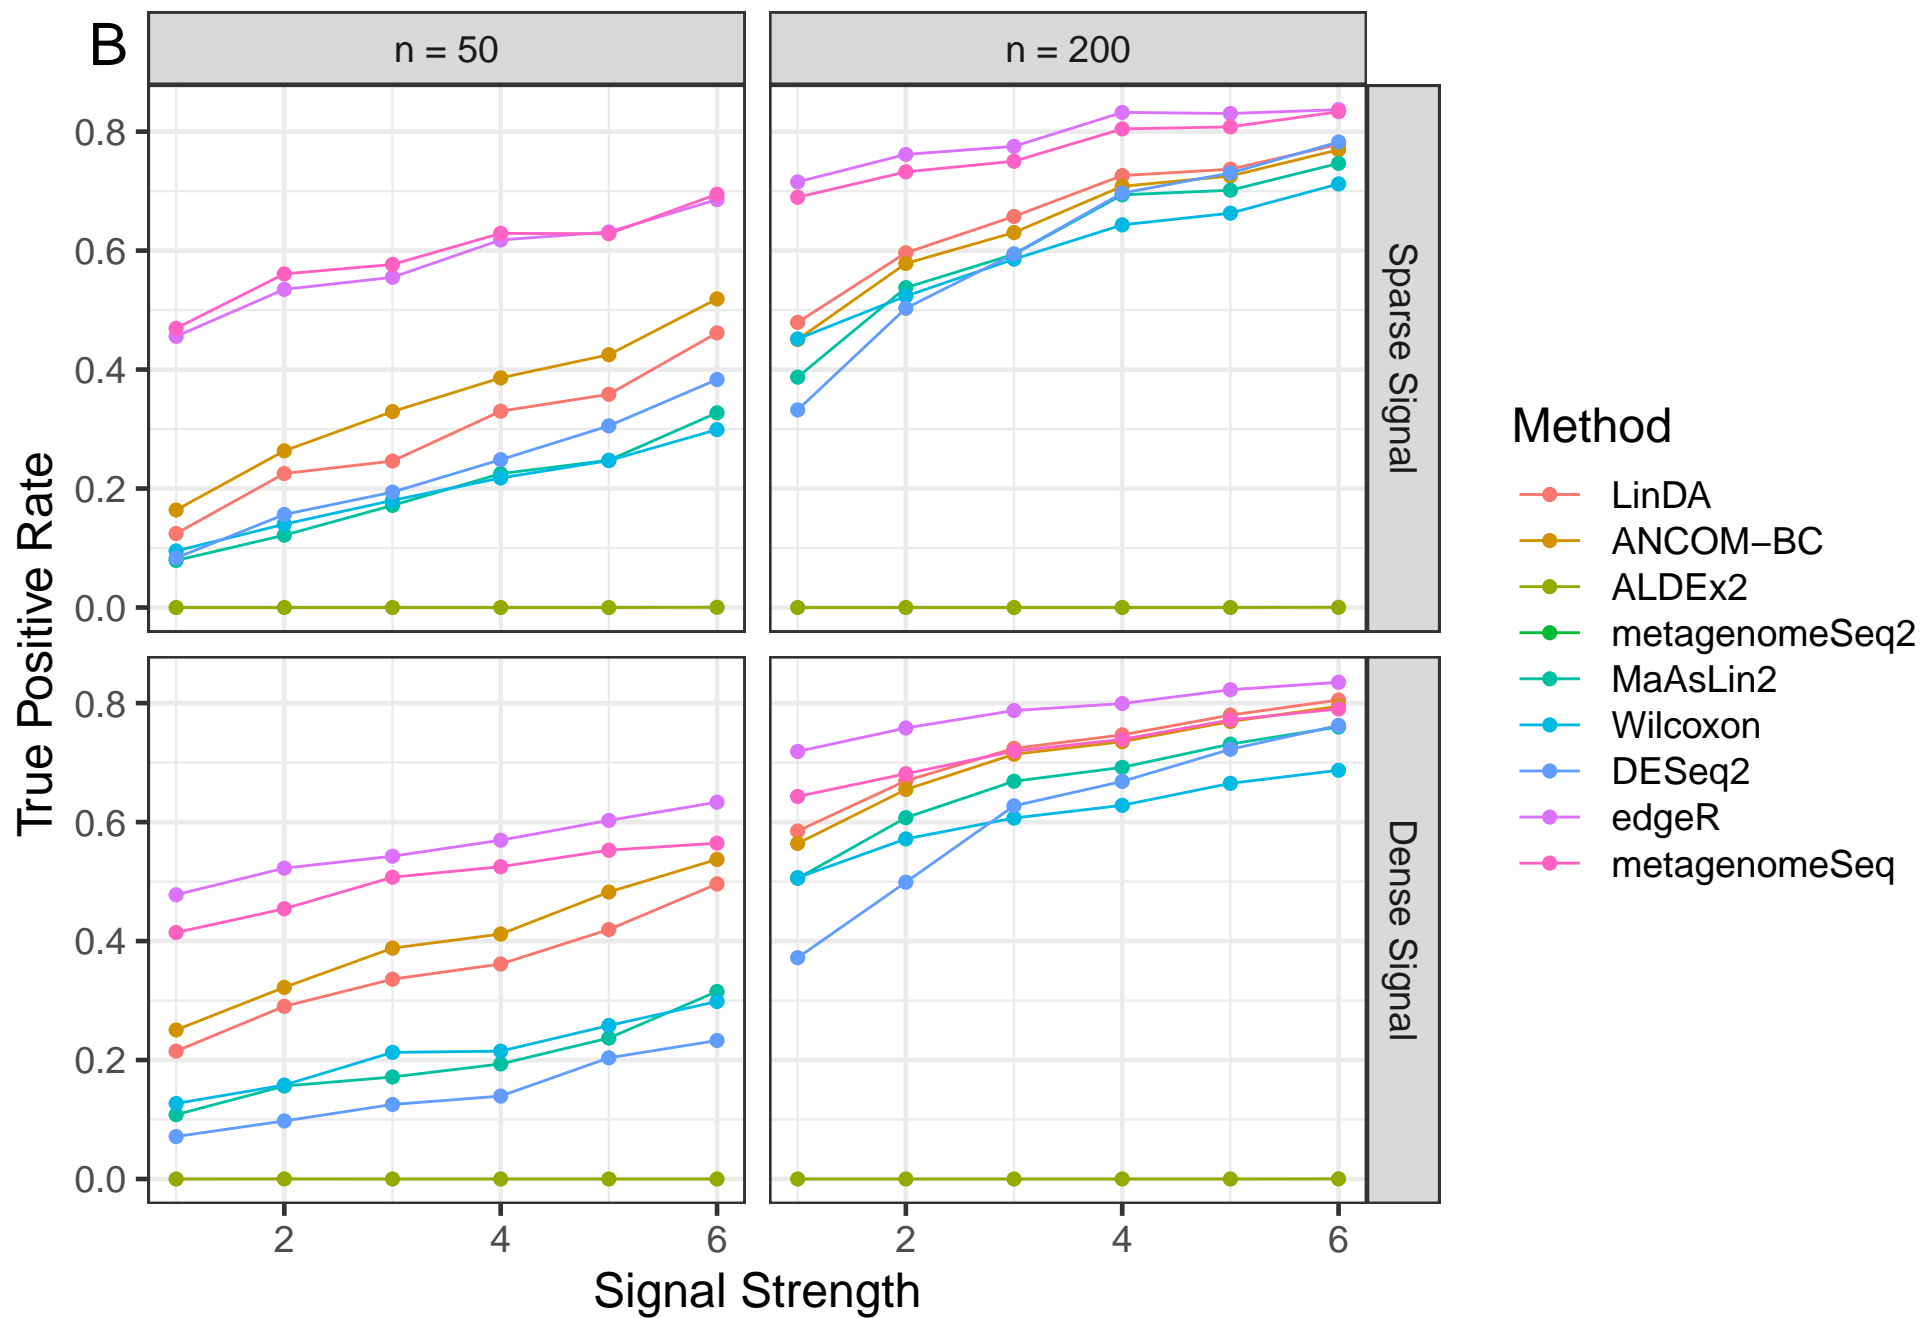 B
n = 50
n = 200
True Positive Rate
0.8
0.6
0.4
0.2
0.0
Sparse Signal
0.8
0.6
0.4
0.2
0.0
Dense Signal
2
4
6
2
4
6
Signal Strength
Method
LinDA
ANCOM−BC
ALDEx2
metagenomeSeq2
MaAsLin2
Wilcoxon
DESeq2
edgeR
metagenomeSeq